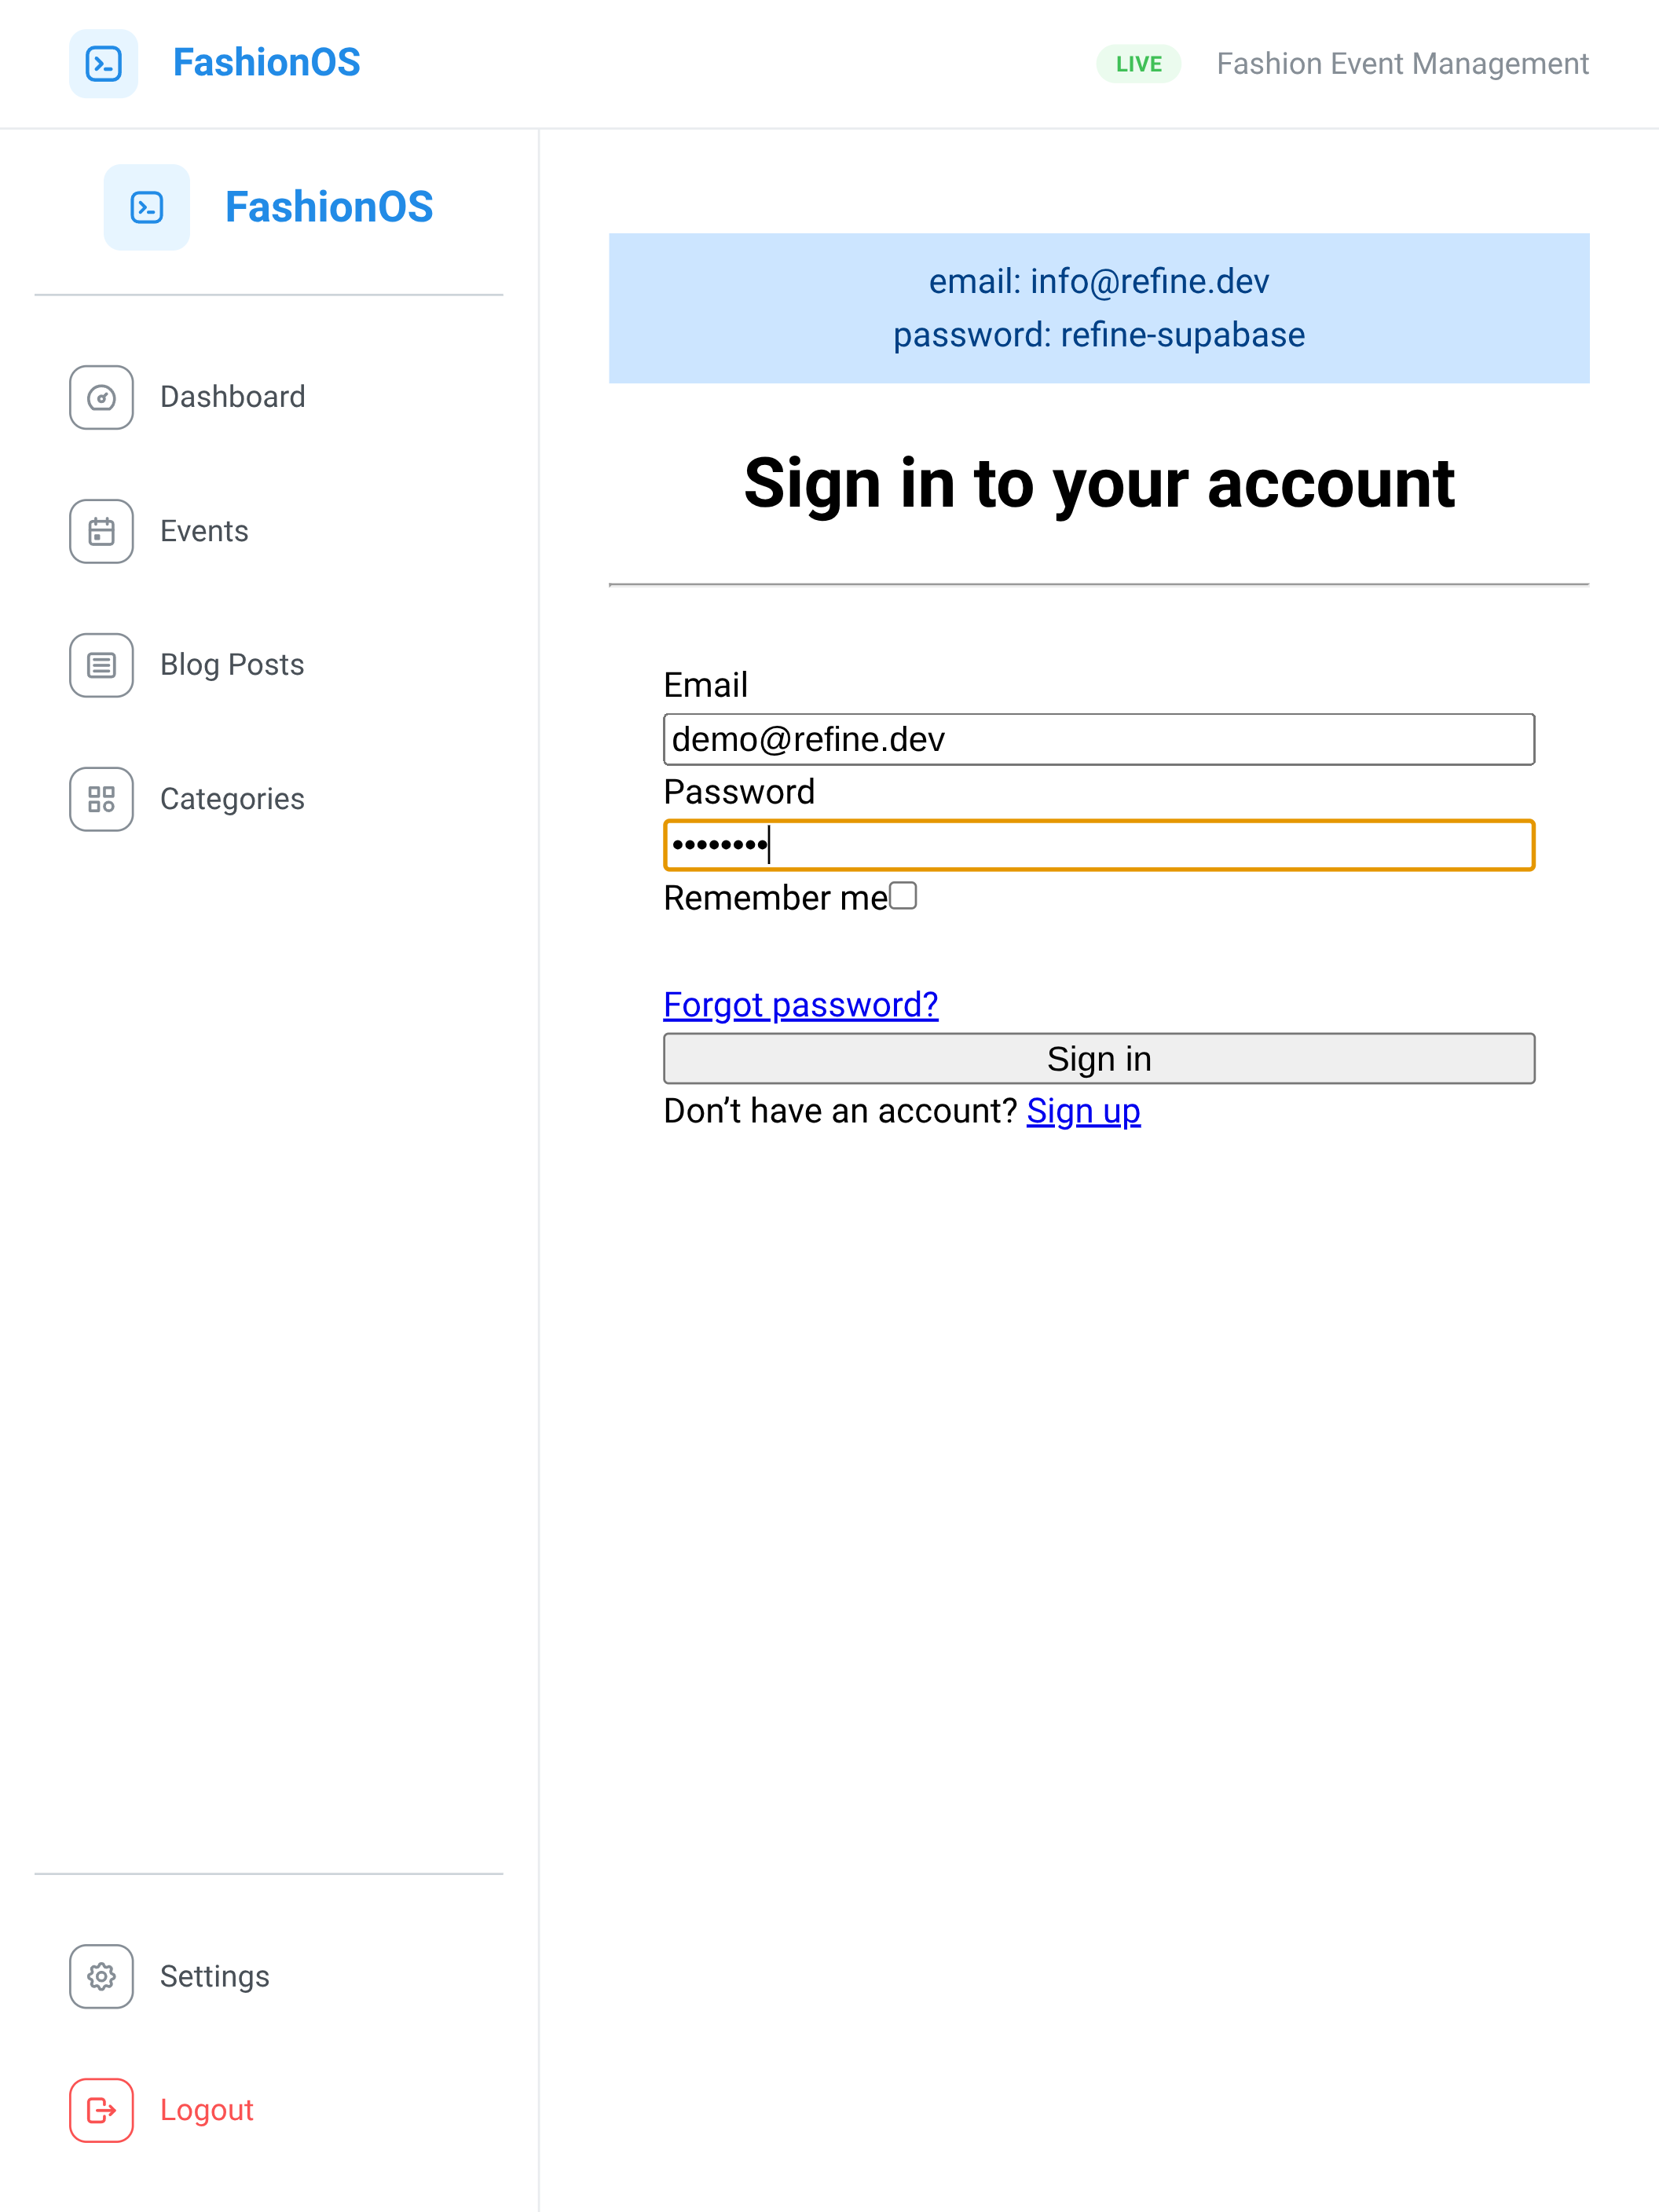 FashionOS
LIVE
Fashion Event Management
FashionOS
Dashboard
Events
Blog Posts
Categories
Settings
Logout
email: info@refine.dev
password: refine-supabase
Sign in to your account
Email
demo@refine.dev
Password
••••••••
Remember me
Forgot password?
Sign in
Don’t have an account? Sign up